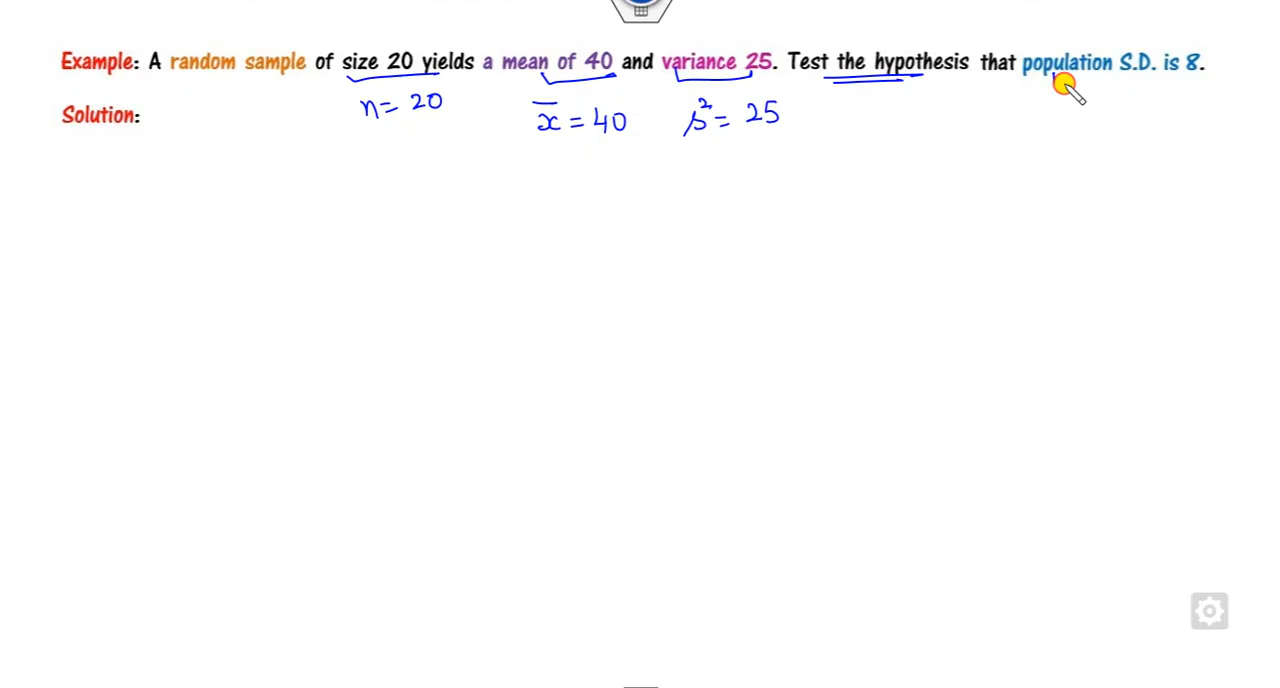 Example: A random sample of size 20 yields a mean of 40 and variance 25. Test the hypothesis that population S.D. is 8.
n = 20
x̄ = 40
s² = 25
Solution: